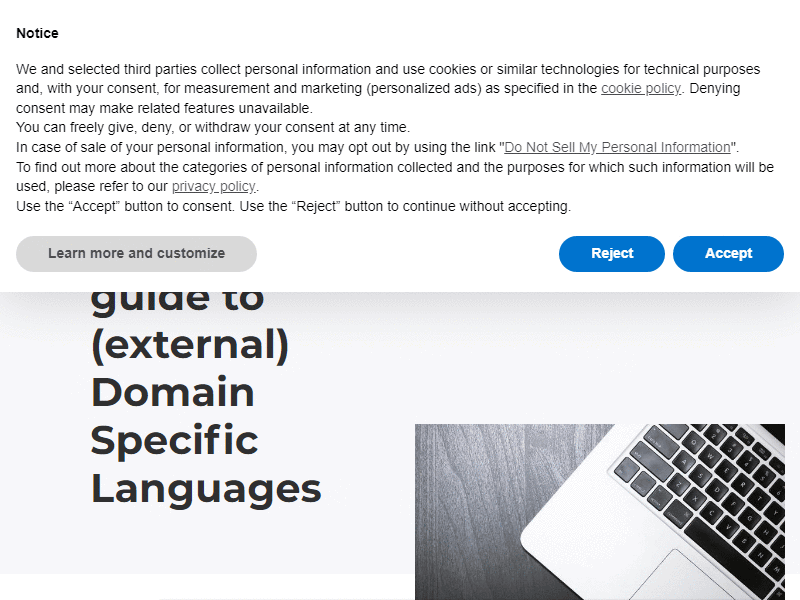 Notice
We and selected third parties collect personal information and use cookies or similar technologies for technical purposes
and, with your consent, for measurement and marketing (personalized ads) as specified in the cookie policy. Denying
consent may make related features unavailable.
You can freely give, deny, or withdraw your consent at any time.
In case of sale of your personal information, you may opt out by using the link "Do Not Sell My Personal Information".
To find out more about the categories of personal information collected and the purposes for which such information will be
used, please refer to our privacy policy.
Use the “Accept” button to consent. Use the “Reject” button to continue without accepting.
Learn more and customize
Reject
Accept
guide to
(external)
Domain
Specific
Languages